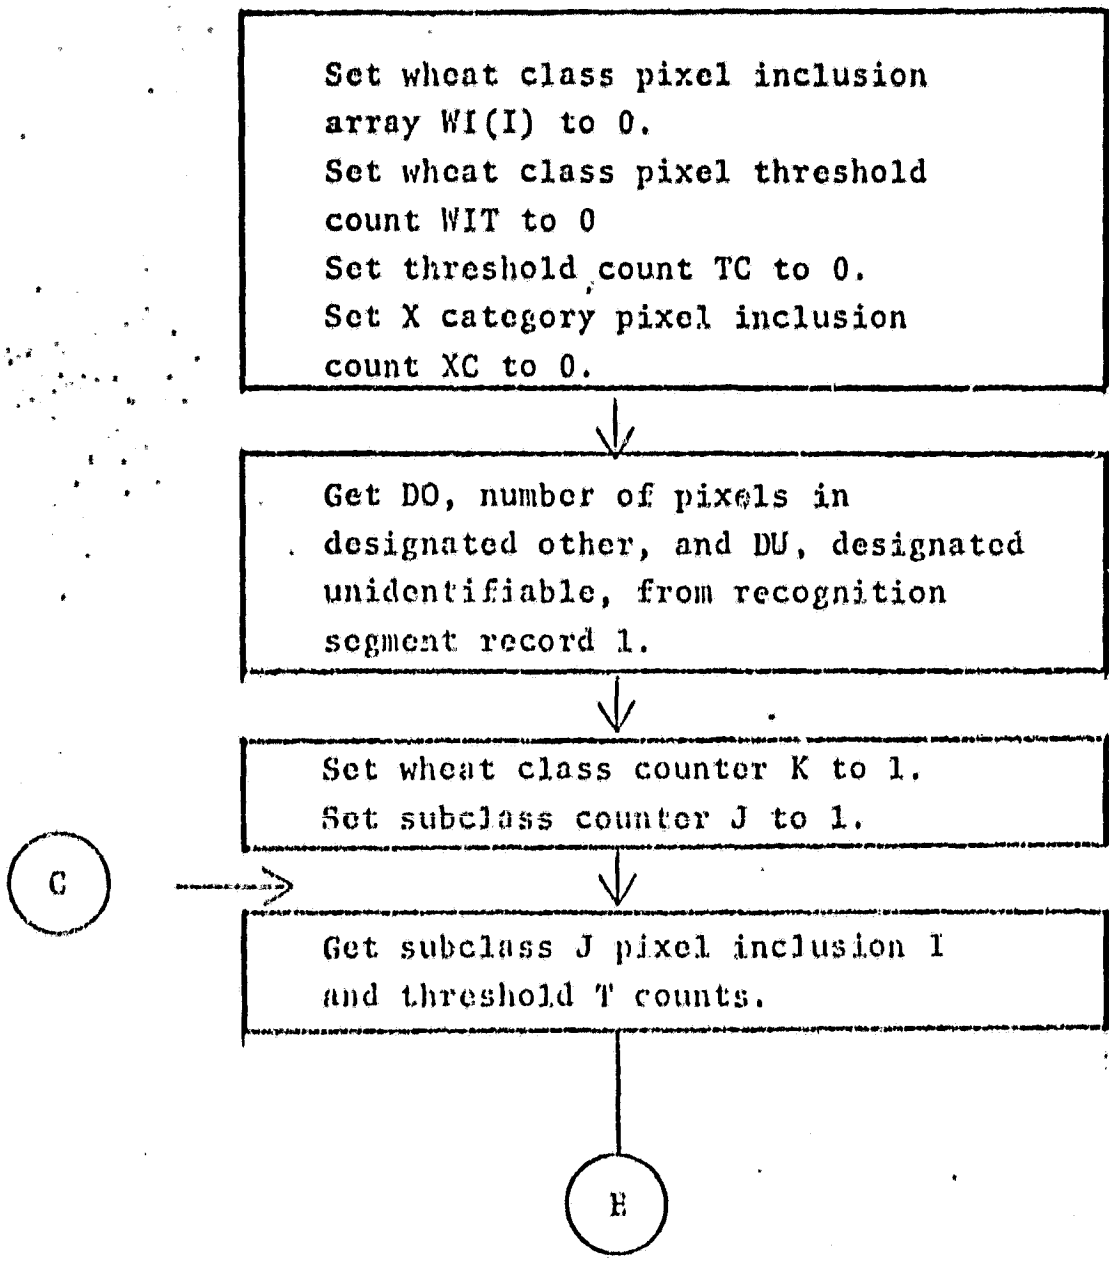 Set wheat class pixel inclusion
array WI(I) to 0.
Set wheat class pixel threshold
count WIT to 0
Set threshold count TC to 0.
Set X category pixel inclusion
count XC to 0.
Get DO, number of pixels in
designated other, and DU, designated
unidentifiable, from recognition
segment record 1.
Set wheat class counter K to 1.
Set subclass counter J to 1.
Get subclass J pixel inclusion I
and threshold T counts.